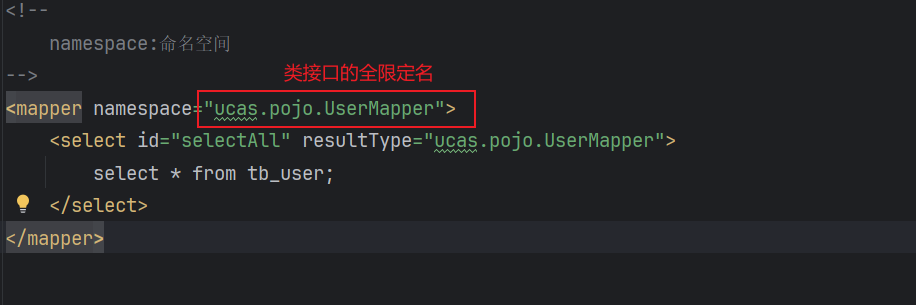 <!--
namespace:命名空间
-->
类接口的全限定名
<mapper namespace="ucas.pojo.UserMapper">
<select id="selectAll" resultType="ucas.pojo.UserMapper">
select * from tb_user;
</select>
</mapper>